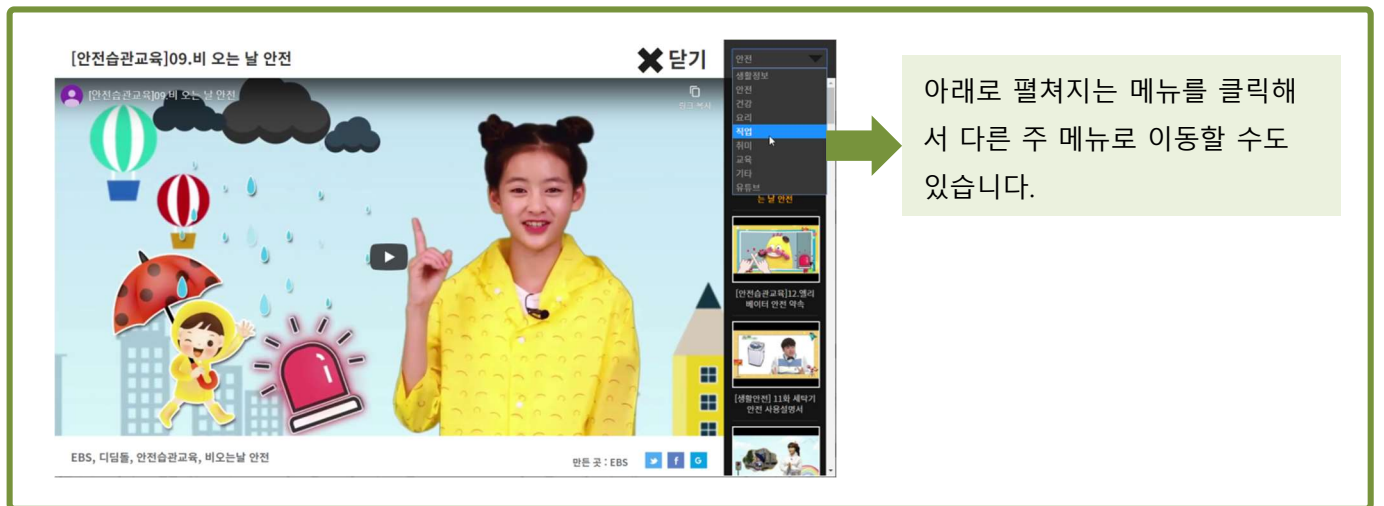 [안전습관교육]09.비 오는 날 안전
닫기
[안전습관교육]09.비 오는 날 안전
링크 복사
안전
생활정보
안전
건강
요리
직업
취미
교육
기타
유튜브
는 날 안전
[안전습관교육]12.엘리
베이터 안전 약속
[생활안전] 11화 세탁기
안전 사용설명서
EBS, 디딤돌, 안전습관교육, 비오는날 안전
만든 곳 : EBS
f
G
아래로 펼쳐지는 메뉴를 클릭해
서 다른 주 메뉴로 이동할 수도
있습니다.